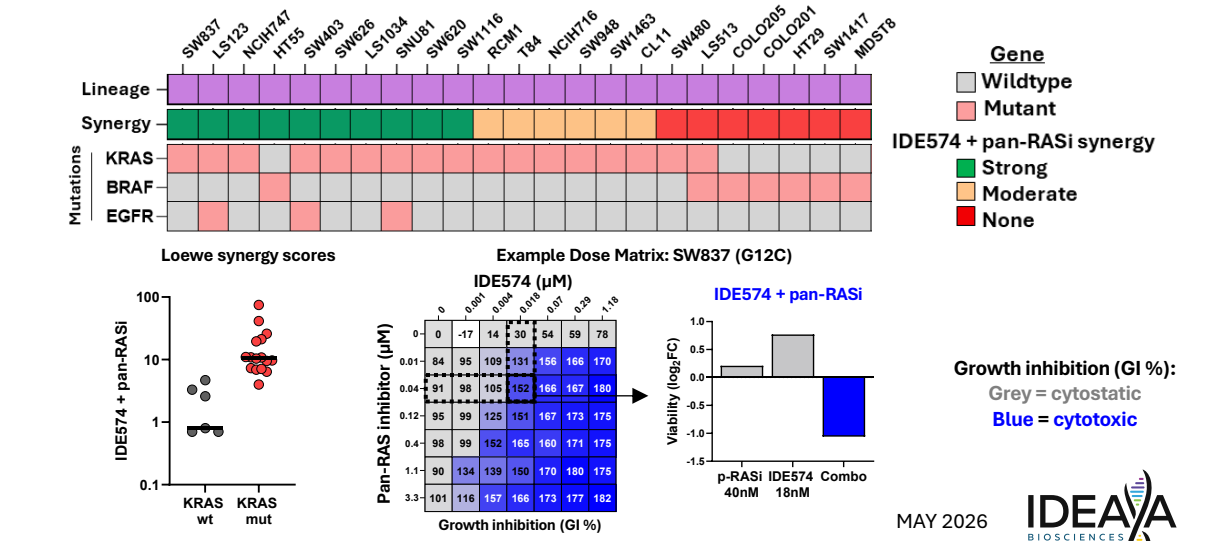 SW837 LS123 NCIH747 HT55 SW403 SW626 LS1034 SNU81 SW620 SW1116 RCM1 T84 NCIH716 SW948 SW1463 CL11 SW480 LS513 COLO205 COLO201 HT29 SW1417 MDST8
Lineage
Synergy
Mutations
KRAS
BRAF
EGFR
Gene
Wildtype
Mutant
IDE574 + pan-RASi synergy
Strong
Moderate
None
Loewe synergy scores
IDE574 + pan-RASi
100
10
1
0.1
KRAS wt
KRAS mut
Example Dose Matrix: SW837 (G12C)
IDE574 (µM)
0 0.001 0.004 0.018 0.07 0.29 1.18
Pan-RAS inhibitor (µM)
0 0 -17 14 30 54 59 78
0.01 84 95 109 131 156 166 170
0.04 91 98 105 152 166 167 180
0.12 95 99 125 151 167 173 175
0.4 98 99 152 165 160 171 175
1.1 90 134 139 150 170 180 175
3.3 101 116 157 166 173 177 182
Growth inhibition (GI %)
IDE574 + pan-RASi
Viability (log2FC)
1.0
0.5
0.0
-0.5
-1.0
-1.5
p-RASi 40nM
IDE574 18nM
Combo
Growth inhibition (GI %):
Grey = cytostatic
Blue = cytotoxic
MAY 2026
IDEAYA
BIOSCIENCES